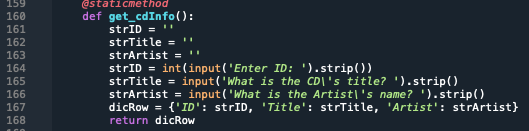 159 @staticmethod
160 def get_cdInfo():
161 strID = ''
162 strTitle = ''
163 strArtist = ''
164 strID = int(input('Enter ID: ').strip())
165 strTitle = input('What is the CD\'s title? ').strip()
166 strArtist = input('What is the Artist\'s name? ').strip()
167 dicRow = {'ID': strID, 'Title': strTitle, 'Artist': strArtist}
168 return dicRow